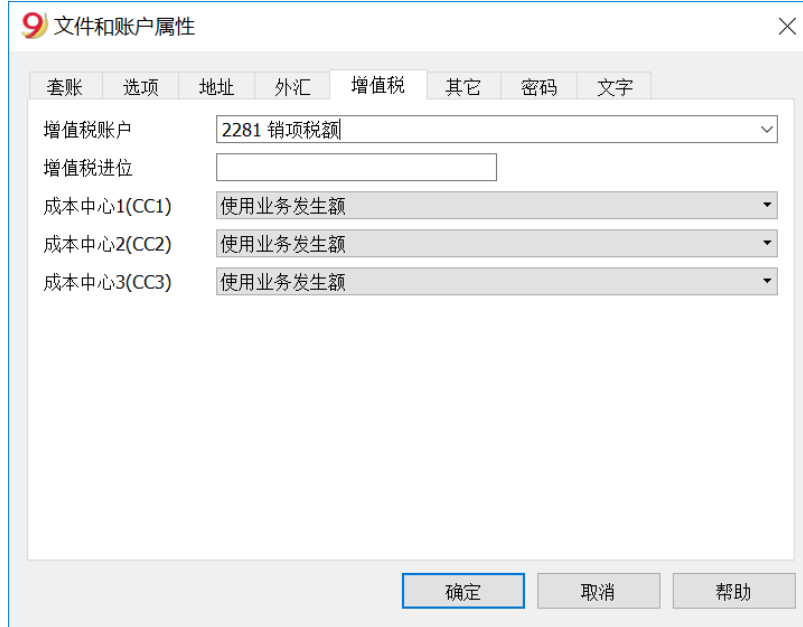 9 文件和账户属性
套账 选项 地址 外汇 增值税 其它 密码 文字
增值税账户 2281 销项税额
增值税进位
成本中心1(CC1) 使用业务发生额
成本中心2(CC2) 使用业务发生额
成本中心3(CC3) 使用业务发生额
确定 取消 帮助